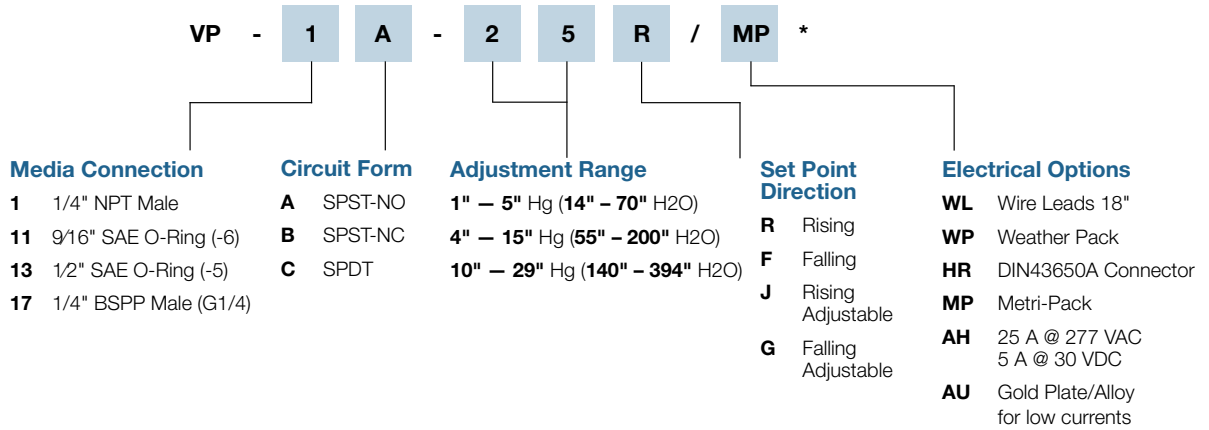 VP - 1 A - 2 5 R / MP *
Media Connection
1 1/4" NPT Male
11 9/16" SAE O-Ring (-6)
13 1/2" SAE O-Ring (-5)
17 1/4" BSPP Male (G1/4)
Circuit Form
A SPST-NO
B SPST-NC
C SPDT
Adjustment Range
1" — 5" Hg (14" – 70" H2O)
4" — 15" Hg (55" – 200" H2O)
10" — 29" Hg (140" – 394" H2O)
Set Point
Direction
R Rising
F Falling
J Rising
Adjustable
G Falling
Adjustable
Electrical Options
WL Wire Leads 18"
WP Weather Pack
HR DIN43650A Connector
MP Metri-Pack
AH 25 A @ 277 VAC
5 A @ 30 VDC
AU Gold Plate/Alloy
for low currents